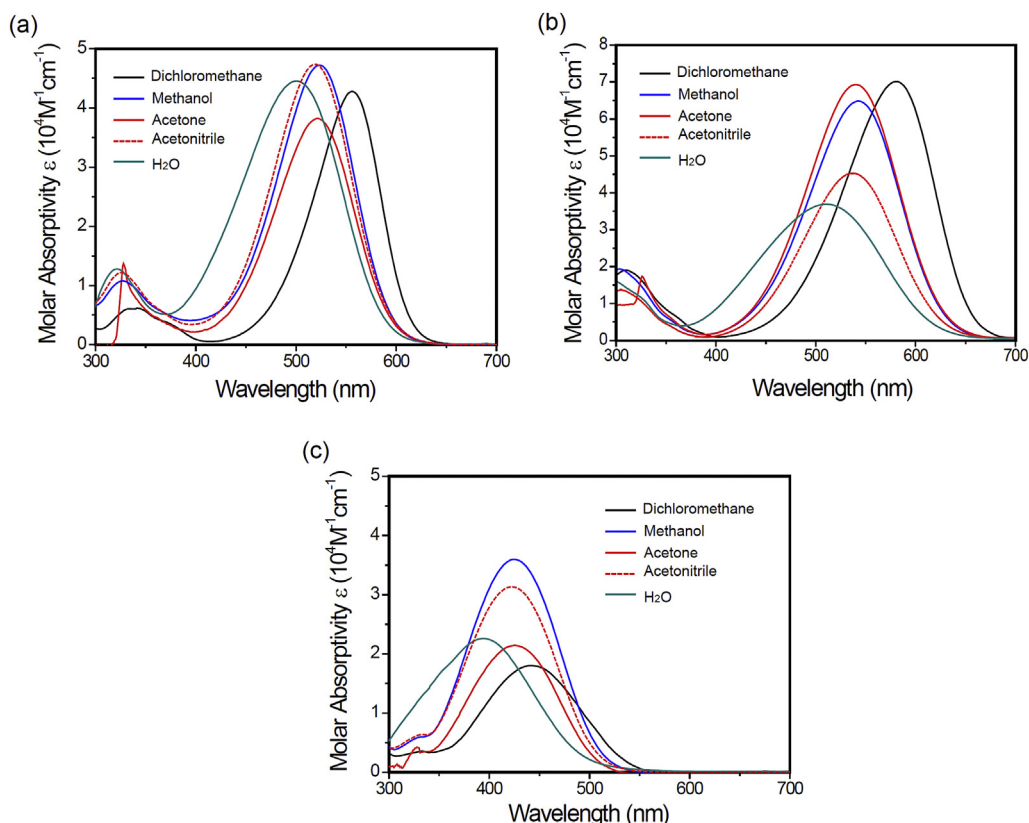 (a)
Molar Absorptivity ε (10⁴M⁻¹cm⁻¹)
5
4
3
2
1
0
Dichloromethane
Methanol
Acetone
Acetonitrile
H₂O
300 400 500 600 700
Wavelength (nm)
(b)
Molar Absorptivity ε (10⁴M⁻¹cm⁻¹)
8
7
6
5
4
3
2
1
0
Dichloromethane
Methanol
Acetone
Acetonitrile
H₂O
300 400 500 600 700
Wavelength (nm)
(c)
Molar Absorptivity ε (10⁴M⁻¹cm⁻¹)
5
4
3
2
1
0
Dichloromethane
Methanol
Acetone
Acetonitrile
H₂O
300 400 500 600 700
Wavelength (nm)